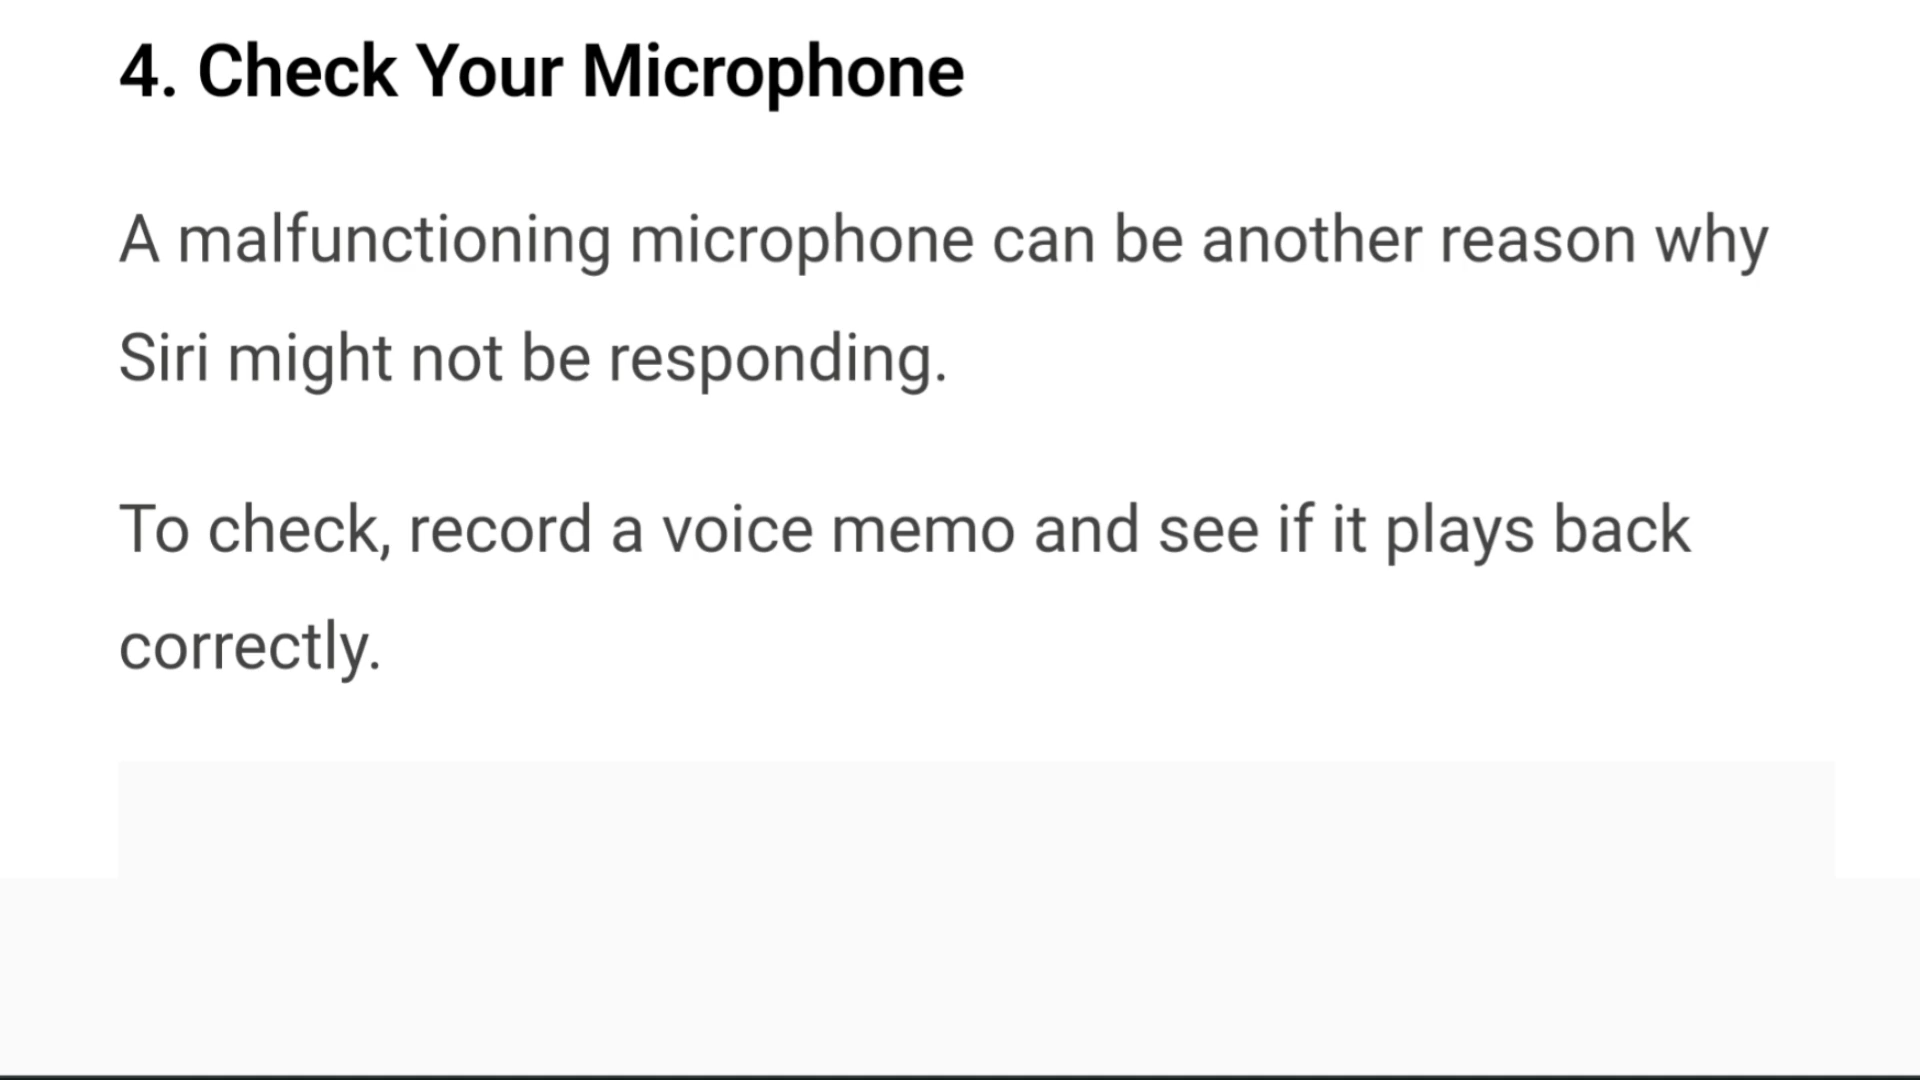 4. Check Your Microphone
A malfunctioning microphone can be another reason why
Siri might not be responding.
To check, record a voice memo and see if it plays back
correctly.